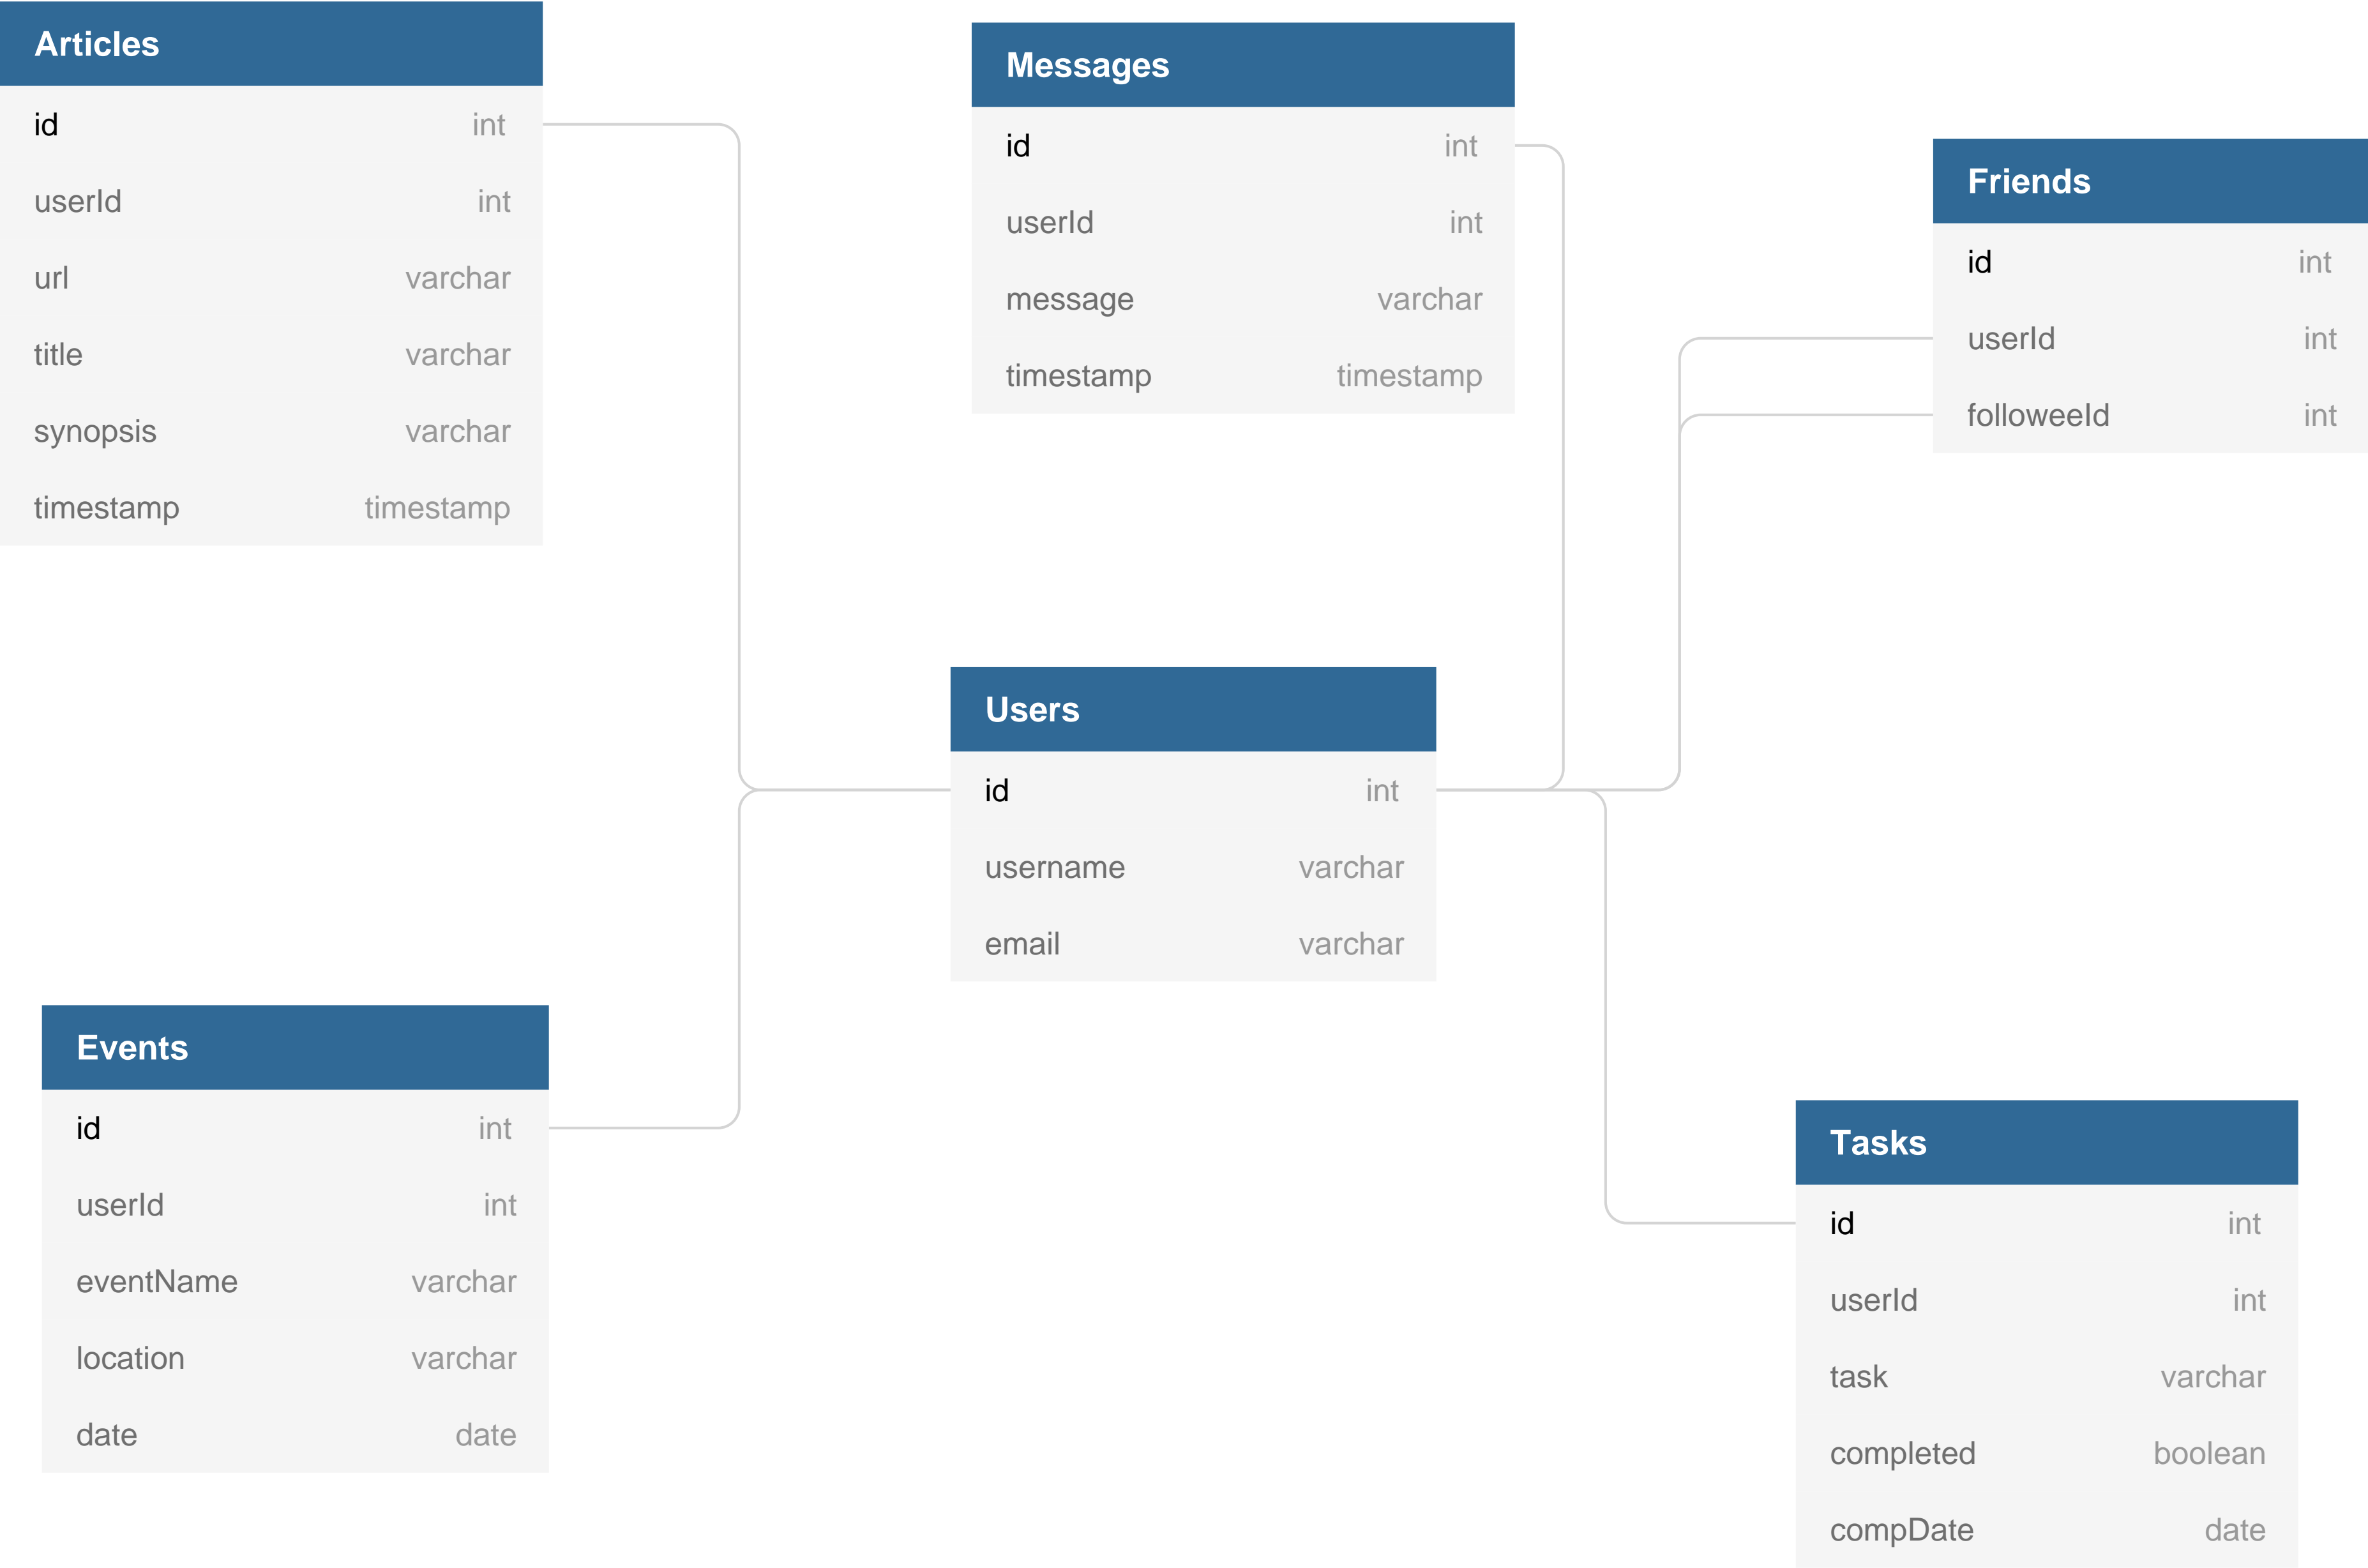 Articles
id int
userId int
url varchar
title varchar
synopsis varchar
timestamp timestamp
Messages
id int
userId int
message varchar
timestamp timestamp
Friends
id int
userId int
followeeId int
Users
id int
username varchar
email varchar
Events
id int
userId int
eventName varchar
location varchar
date date
Tasks
id int
userId int
task varchar
completed boolean
compDate date